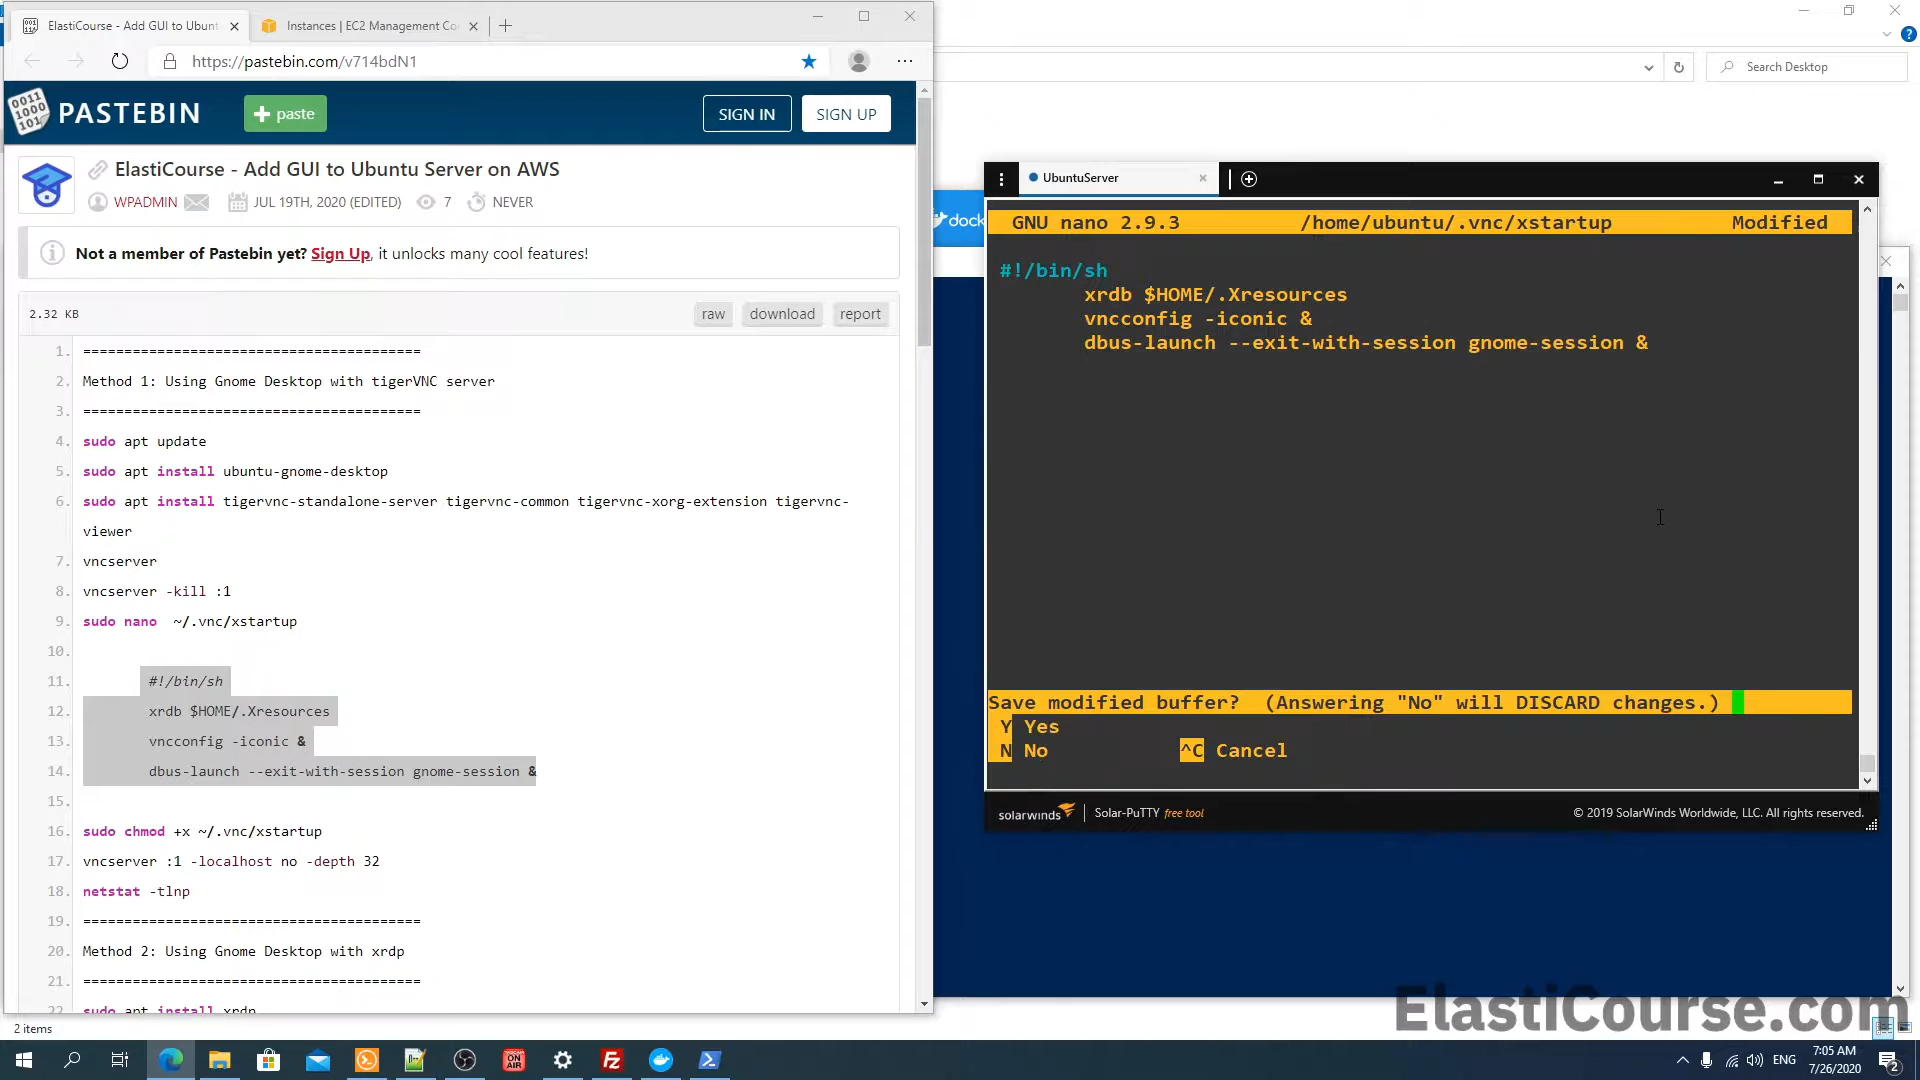 ElastiCourse - Add GUI to Ubunt
Instances | EC2 Management Co
https://pastebin.com/v714bdN1
Search Desktop
PASTEBIN
paste
SIGN IN
SIGN UP
ElastiCourse - Add GUI to Ubuntu Server on AWS
WPADMIN
JUL 19TH, 2020 (EDITED)
7
NEVER
Not a member of Pastebin yet? Sign Up, it unlocks many cool features!
2.32 KB
raw
download
report
1. =========================================
2. Method 1: Using Gnome Desktop with tigerVNC server
3. =========================================
4. sudo apt update
5. sudo apt install ubuntu-gnome-desktop
6. sudo apt install tigervnc-standalone-server tigervnc-common tigervnc-xorg-extension tigervnc-
viewer
7. vncserver
8. vncserver -kill :1
9. sudo nano  ~/.vnc/xstartup
10.
11. #!/bin/sh
12. xrdb $HOME/.Xresources
13. vncconfig -iconic &
14. dbus-launch --exit-with-session gnome-session &
15.
16. sudo chmod +x ~/.vnc/xstartup
17. vncserver :1 -localhost no -depth 32
18. netstat -tlnp
19. =========================================
20. Method 2: Using Gnome Desktop with xrdp
21. =========================================
22. sudo apt install xrdp
2 items
dock
UbuntuServer
GNU nano 2.9.3 /home/ubuntu/.vnc/xstartup Modified
#!/bin/sh
xrdb $HOME/.Xresources
vncconfig -iconic &
dbus-launch --exit-with-session gnome-session &
Save modified buffer?  (Answering "No" will DISCARD changes.)
Y Yes
N No ^C Cancel
solarwinds
Solar-PuTTY free tool
© 2019 SolarWinds Worldwide, LLC. All rights reserved.
ElastiCourse.com
ON AIR
FZ
ENG
7:05 AM
7/26/2020
2